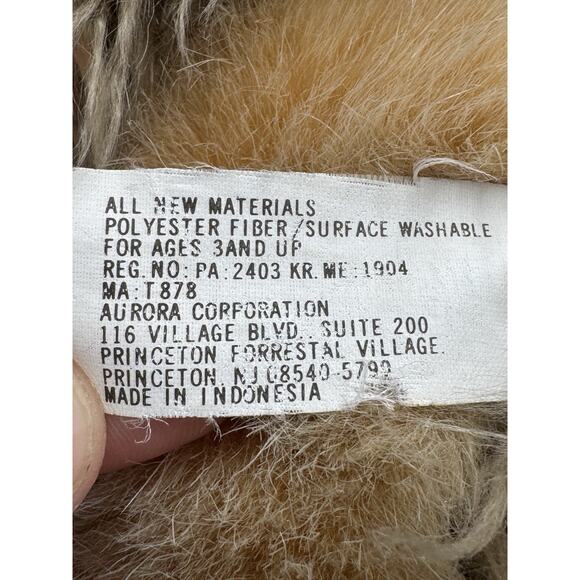 ALL NEW MATERIALS
POLYESTER FIBER/SURFACE WASHABLE
FOR AGES 3AND UP
REG.NO: PA:2403 KR. ME:1904
MA:T878
AURORA CORPORATION
116 VILLAGE BLVD., SUITE 200
PRINCETON FORRESTAL VILLAGE.
PRINCETON, NJ 08540-5799
MADE IN INDONESIA